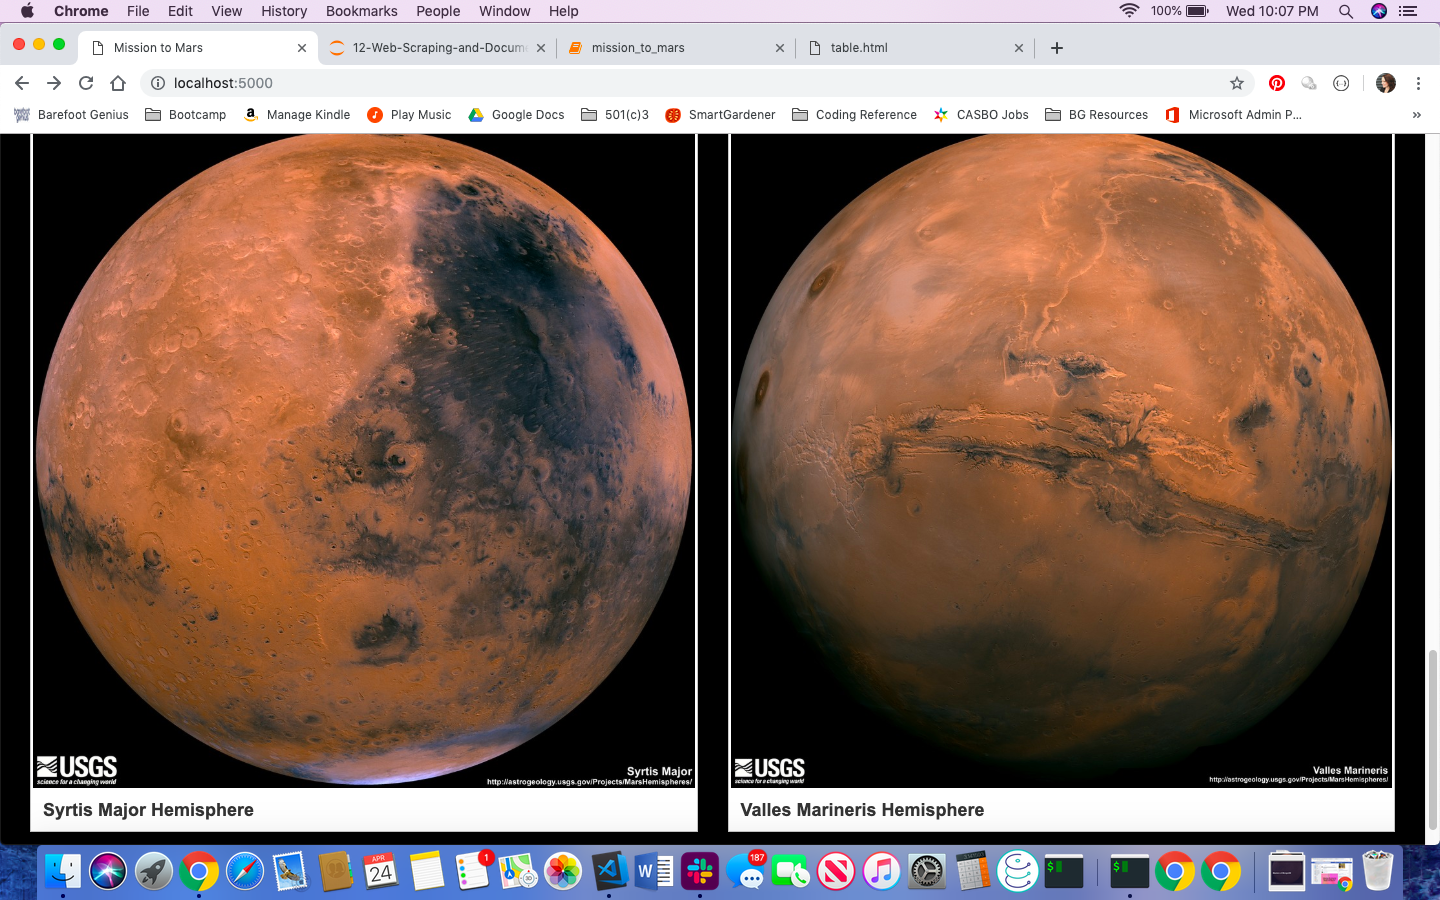 Chrome File Edit View History Bookmarks People Window Help 100% Wed 10:07 PM
Mission to Mars 12-Web-Scraping-and-Docum mission_to_mars table.html
localhost:5000
Barefoot Genius Bootcamp Manage Kindle Play Music Google Docs 501(c)3 SmartGardener Coding Reference CASBO Jobs BG Resources Microsoft Admin P... »
USGS
science for a changing world
Syrtis Major
http://astrogeology.usgs.gov/Projects/MarsHemispheres/
USGS
science for a changing world
Valles Marineris
http://astrogeology.usgs.gov/Projects/MarsHemispheres/
Syrtis Major Hemisphere
Valles Marineris Hemisphere
APR
24
1
187